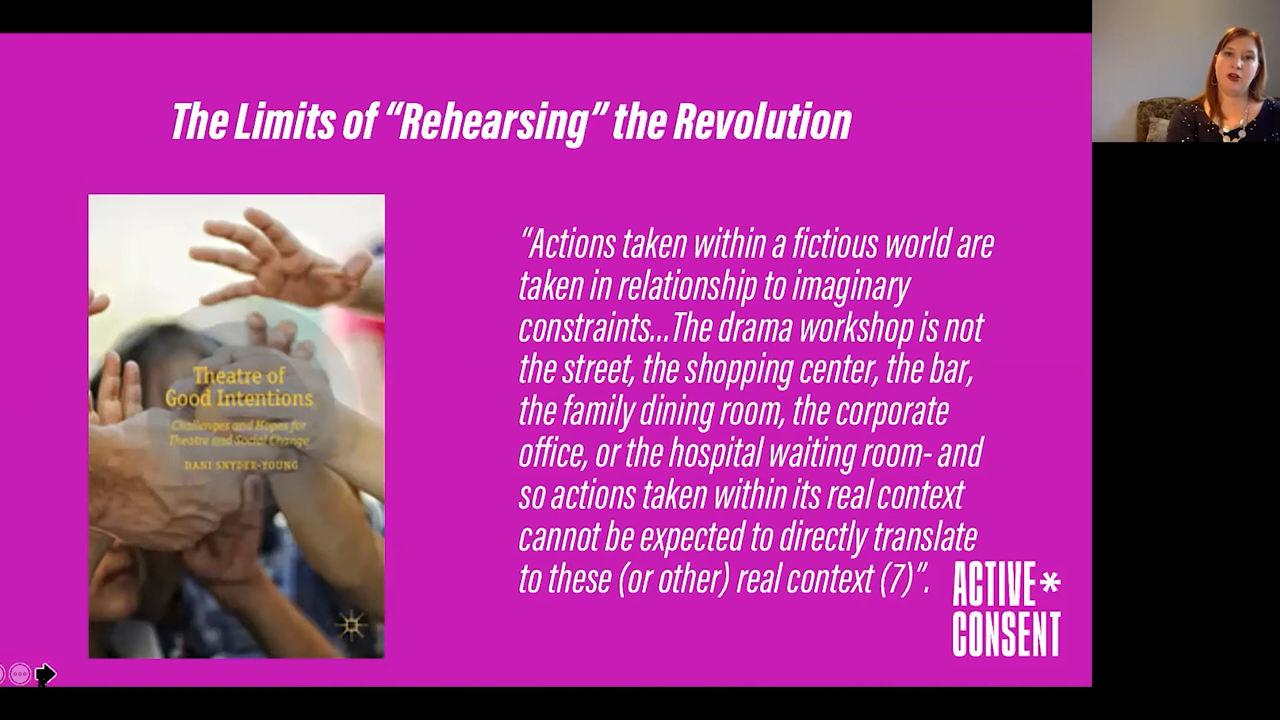 The Limits of “Rehearsing” the Revolution
Theatre of
Good Intentions
Challenges and Hopes for
Theatre and Social Change
DANI SNYDER-YOUNG
“Actions taken within a fictious world are
taken in relationship to imaginary
constraints...The drama workshop is not
the street, the shopping center, the bar,
the family dining room, the corporate
office, or the hospital waiting room- and
so actions taken within its real context
cannot be expected to directly translate
to these (or other) real context (7)”.
ACTIVE*
CONSENT